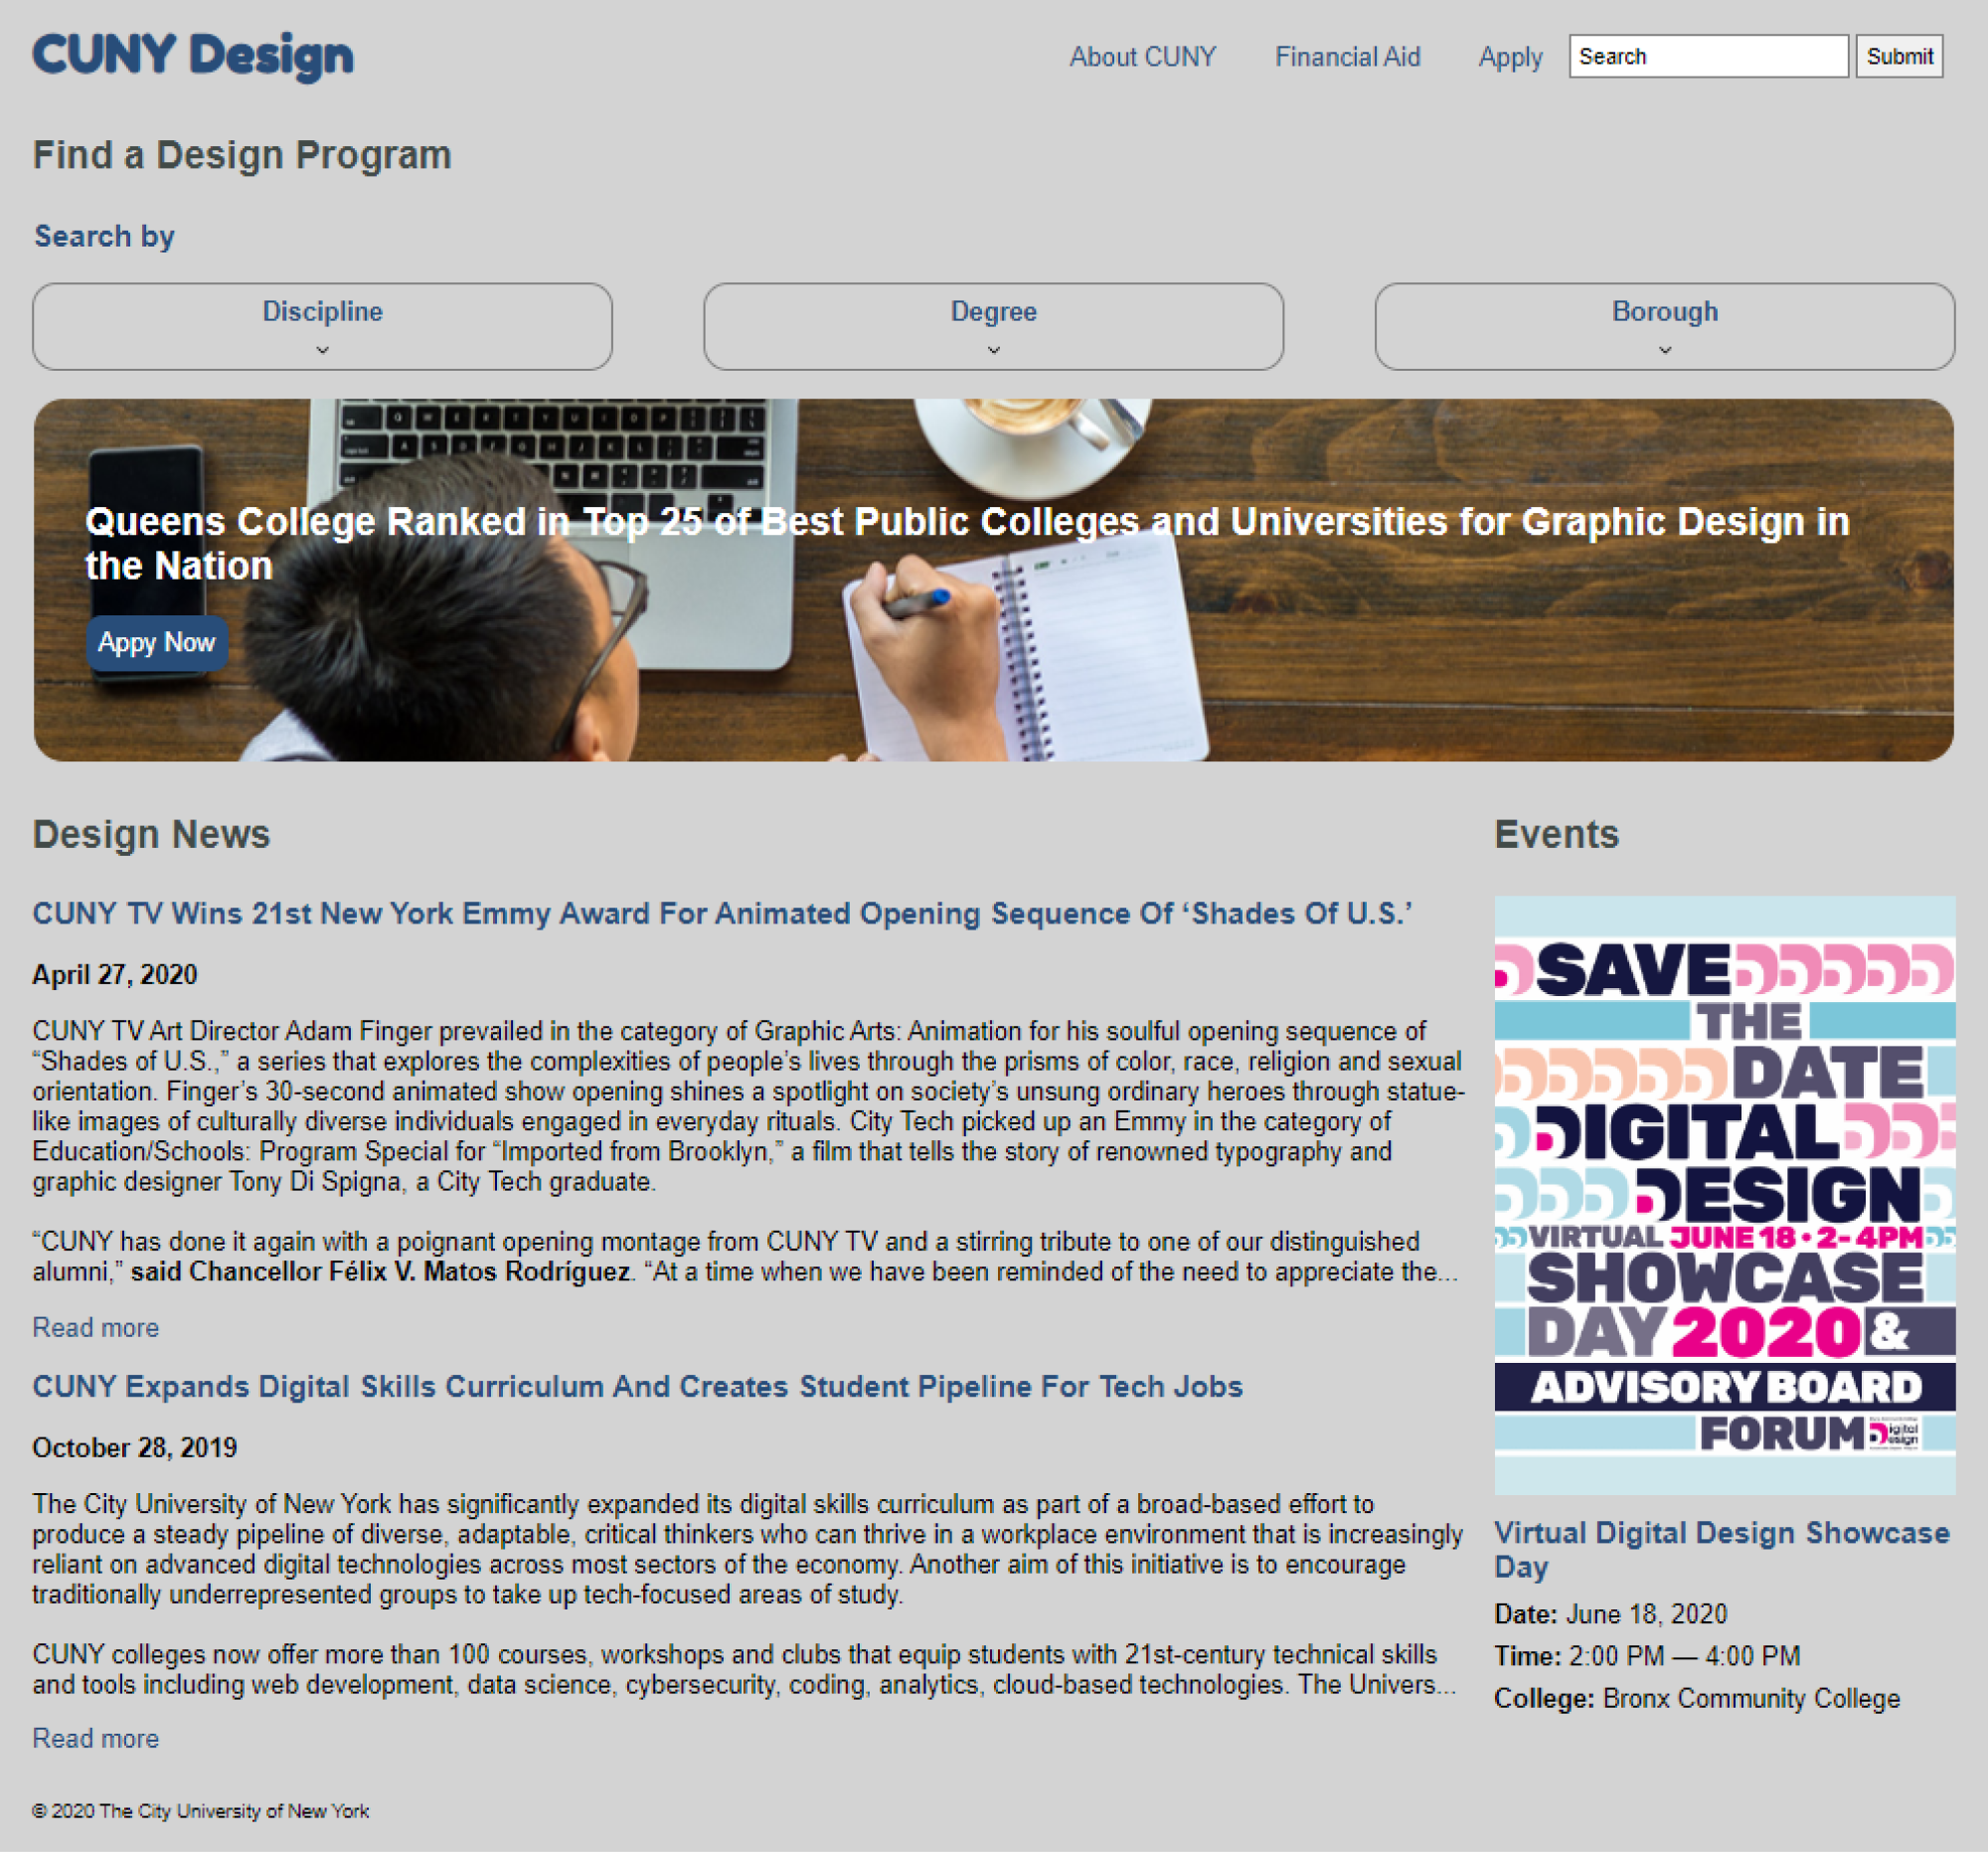 CUNY Design
About CUNY Financial Aid Apply Search Submit
Find a Design Program
Search by
Discipline
Degree
Borough
Queens College Ranked in Top 25 of Best Public Colleges and Universities for Graphic Design in
the Nation
Appy Now
Design News
CUNY TV Wins 21st New York Emmy Award For Animated Opening Sequence Of ‘Shades Of U.S.’
April 27, 2020
CUNY TV Art Director Adam Finger prevailed in the category of Graphic Arts: Animation for his soulful opening sequence of
“Shades of U.S.,” a series that explores the complexities of people’s lives through the prisms of color, race, religion and sexual
orientation. Finger’s 30-second animated show opening shines a spotlight on society’s unsung ordinary heroes through statue-
like images of culturally diverse individuals engaged in everyday rituals. City Tech picked up an Emmy in the category of
Education/Schools: Program Special for “Imported from Brooklyn,” a film that tells the story of renowned typography and
graphic designer Tony Di Spigna, a City Tech graduate.
“CUNY has done it again with a poignant opening montage from CUNY TV and a stirring tribute to one of our distinguished
alumni,” said Chancellor Félix V. Matos Rodríguez. “At a time when we have been reminded of the need to appreciate the...
Read more
CUNY Expands Digital Skills Curriculum And Creates Student Pipeline For Tech Jobs
October 28, 2019
The City University of New York has significantly expanded its digital skills curriculum as part of a broad-based effort to
produce a steady pipeline of diverse, adaptable, critical thinkers who can thrive in a workplace environment that is increasingly
reliant on advanced digital technologies across most sectors of the economy. Another aim of this initiative is to encourage
traditionally underrepresented groups to take up tech-focused areas of study.
CUNY colleges now offer more than 100 courses, workshops and clubs that equip students with 21st-century technical skills
and tools including web development, data science, cybersecurity, coding, analytics, cloud-based technologies. The Univers...
Read more
Events
SAVE
THE
DATE
DIGITAL
DESIGN
VIRTUAL JUNE 18 • 2-4PM
SHOWCASE
DAY 2020 &
ADVISORY BOARD
FORUM Digital
Design
Virtual Digital Design Showcase
Day
Date: June 18, 2020
Time: 2:00 PM — 4:00 PM
College: Bronx Community College
© 2020 The City University of New York